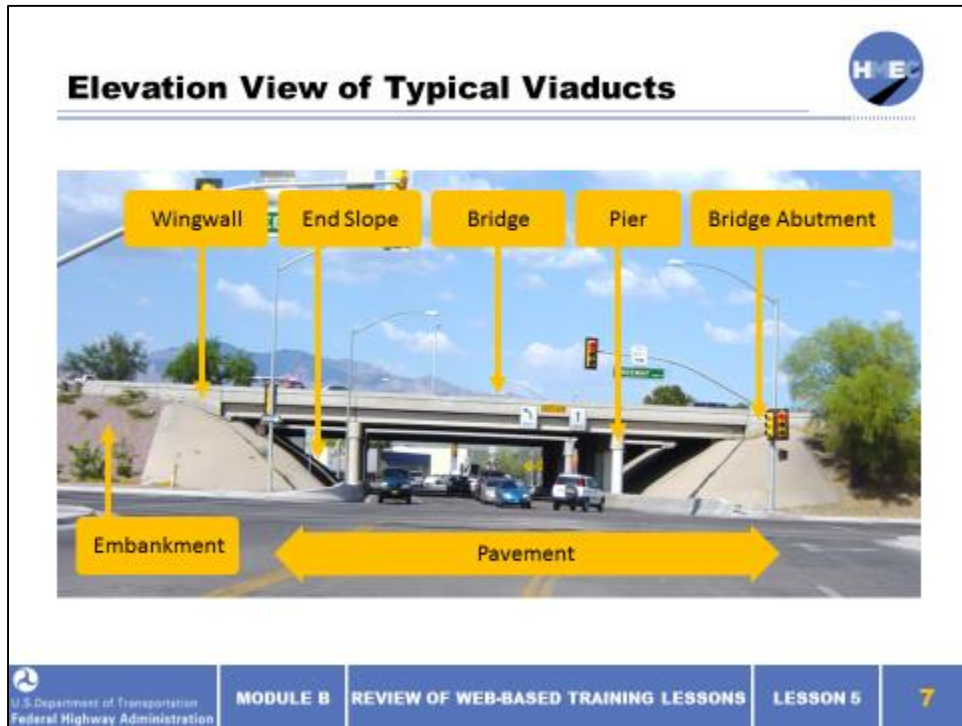 Elevation View of Typical Viaducts
HMEC
Wingwall
End Slope
Bridge
Pier
Bridge Abutment
Embankment
Pavement
U.S.Department of Transportation
Federal Highway Administration
MODULE B
REVIEW OF WEB-BASED TRAINING LESSONS
LESSON 5
7